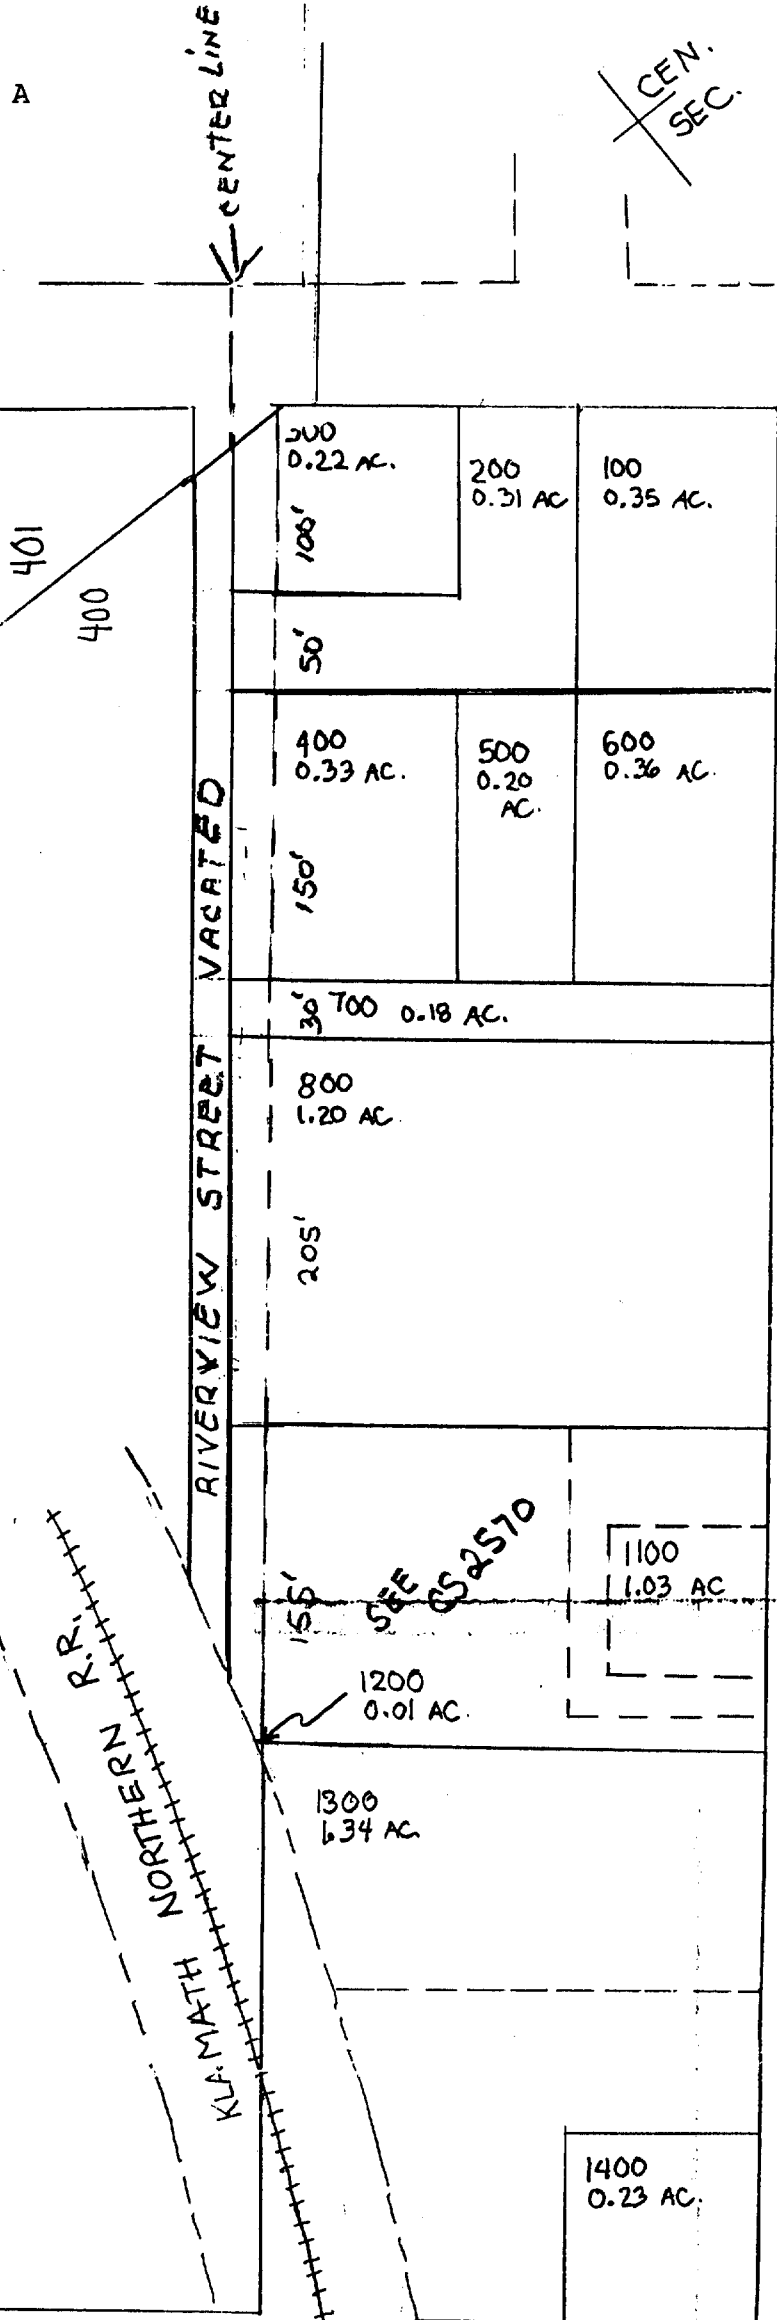 A
CENTER LINE
CEN.
SEC.
300
0.22 AC.
200
0.31 AC
100
0.35 AC.
100'
401
400
50'
400
0.33 AC.
500
0.20
AC.
600
0.36 AC.
150'
RIVERVIEW STREET VACATED
30'
700 0.18 AC.
800
1.20 AC
205'
SEE
CS 2570
1100
1.03 AC
155'
1200
0.01 AC.
KLAMATH NORTHERN R.R.
1300
1.34 AC.
1400
0.23 AC.